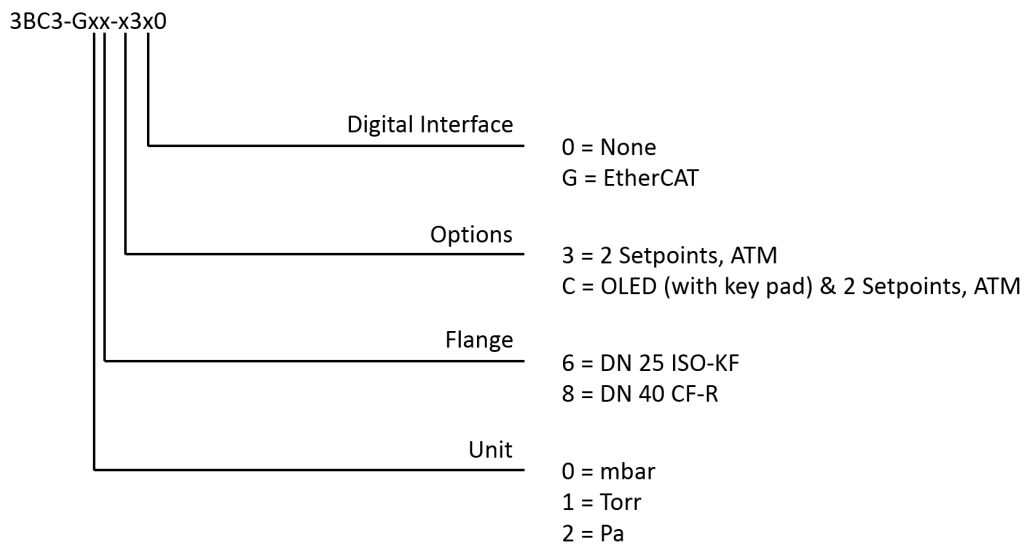 3BC3-Gxx-x3x0
Digital Interface
0 = None
G = EtherCAT
Options
3 = 2 Setpoints, ATM
C = OLED (with key pad) & 2 Setpoints, ATM
Flange
6 = DN 25 ISO-KF
8 = DN 40 CF-R
Unit
0 = mbar
1 = Torr
2 = Pa